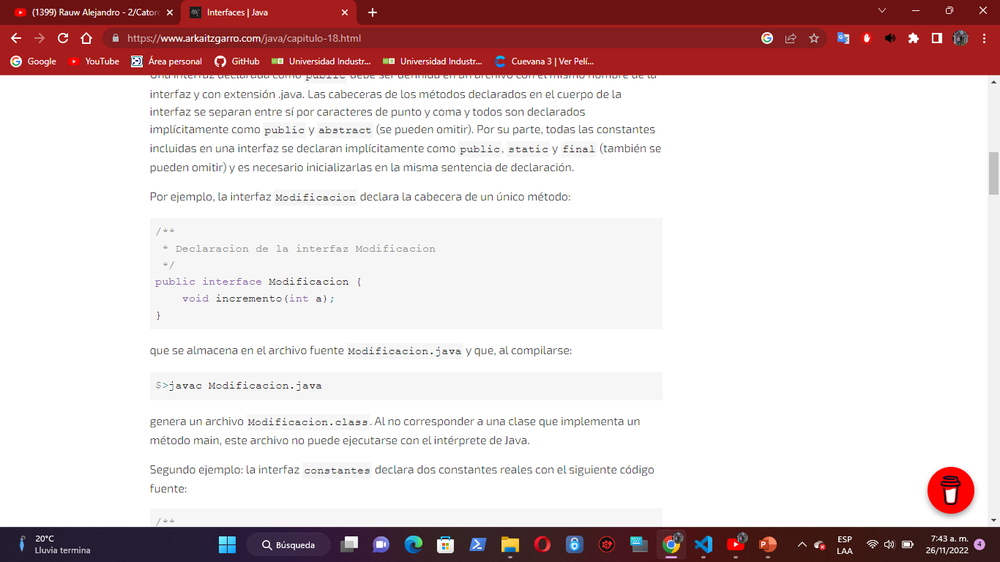 (1399) Rauw Alejandro - 2/Catorc
Interfaces | Java
https://www.arkaitzgarro.com/java/capitulo-18.html
Google
YouTube
Área personal
GitHub
Universidad Industr...
Universidad Industr...
Cuevana 3 | Ver Pelí...
Una interfaz declarada como public debe ser definida en un archivo con el mismo nombre de la
interfaz y con extensión .java. Las cabeceras de los métodos declarados en el cuerpo de la
interfaz se separan entre sí por caracteres de punto y coma y todos son declarados
implícitamente como public y abstract (se pueden omitir). Por su parte, todas las constantes
incluidas en una interfaz se declaran implícitamente como public, static y final (también se
pueden omitir) y es necesario inicializarlas en la misma sentencia de declaración.
Por ejemplo, la interfaz Modificacion declara la cabecera de un único método:
/**
 * Declaracion de la interfaz Modificacion
 */
public interface Modificacion {
    void incremento(int a);
}
que se almacena en el archivo fuente Modificacion.java y que, al compilarse:
$>javac Modificacion.java
genera un archivo Modificacion.class. Al no corresponder a una clase que implementa un
método main, este archivo no puede ejecutarse con el intérprete de Java.
Segundo ejemplo: la interfaz constantes declara dos constantes reales con el siguiente código
fuente:
/**
20°C
Lluvia termina
Búsqueda
ESP
LAA
7:43 a. m.
26/11/2022
4